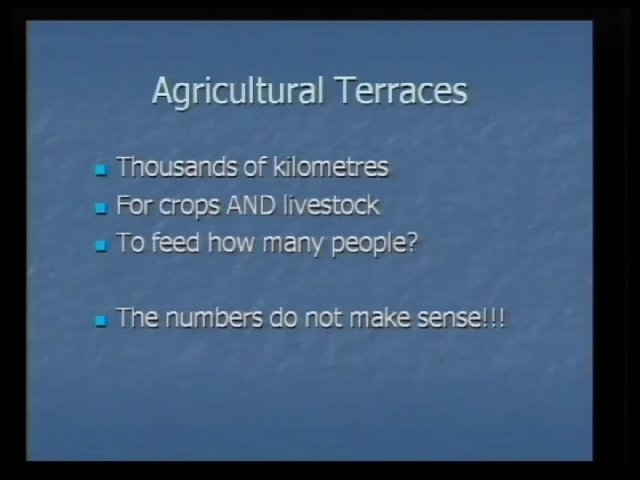 Agricultural Terraces
Thousands of kilometres
For crops AND livestock
To feed how many people?
The numbers do not make sense!!!